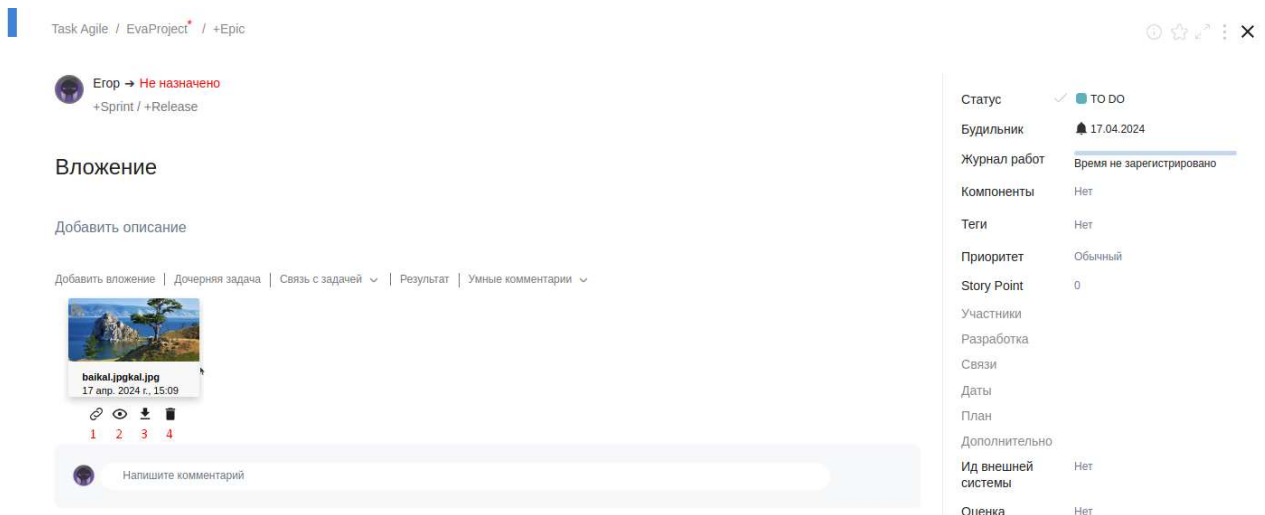 Task Agile / EvaProject* / +Epic
Егор → Не назначено
+Sprint / +Release
Вложение
Добавить описание
Добавить вложение | Дочерняя задача | Связь с задачей | Результат | Умные комментарии
baikal.jpgkal.jpg
17 апр. 2024 г., 15:09
1 2 3 4
Напишите комментарий
Статус TO DO
Будильник 17.04.2024
Журнал работ Время не зарегистрировано
Компоненты Нет
Теги Нет
Приоритет Обычный
Story Point 0
Участники
Разработка
Связи
Даты
План
Дополнительно
Ид внешней Нет
системы
Оценка Нет